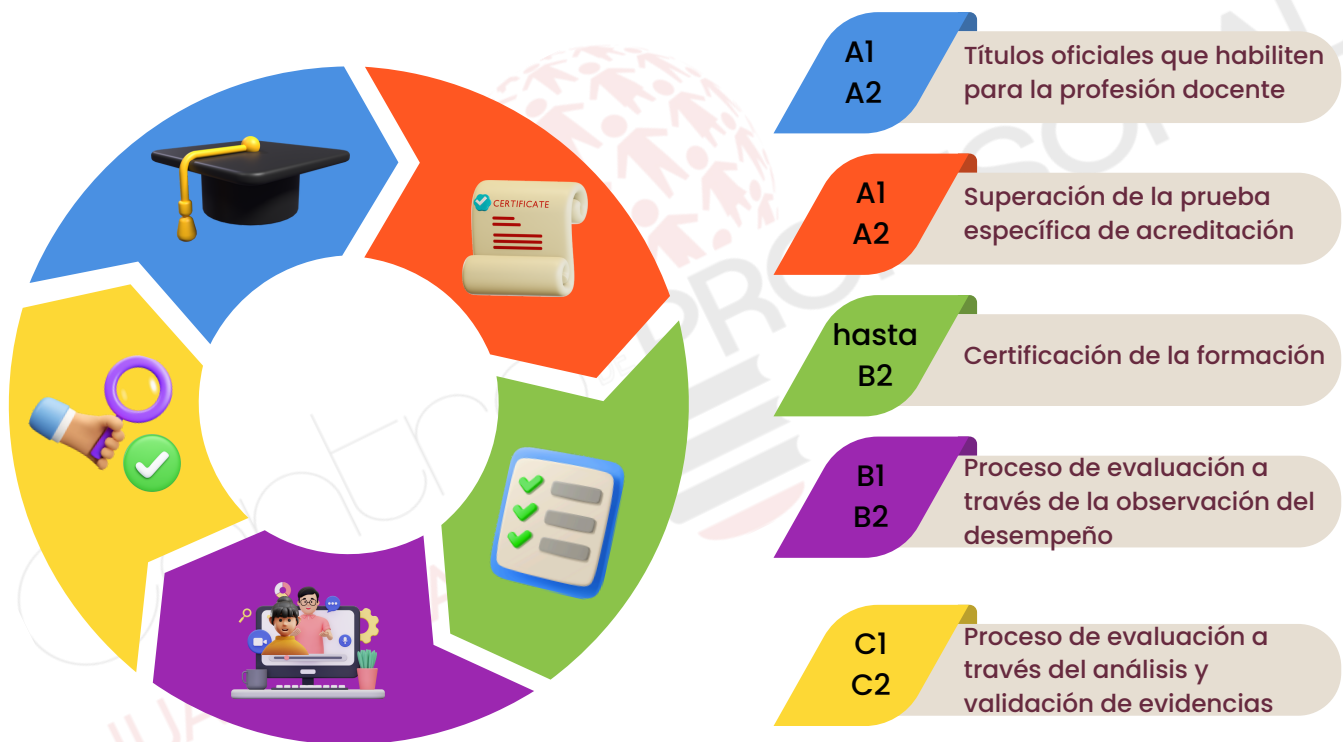 CERTIFICATE
A1
A2
Títulos oficiales que habiliten
para la profesión docente
A1
A2
Superación de la prueba
específica de acreditación
hasta
B2
Certificación de la formación
B1
B2
Proceso de evaluación a
través de la observación del
desempeño
C1
C2
Proceso de evaluación a
través del análisis y
validación de evidencias